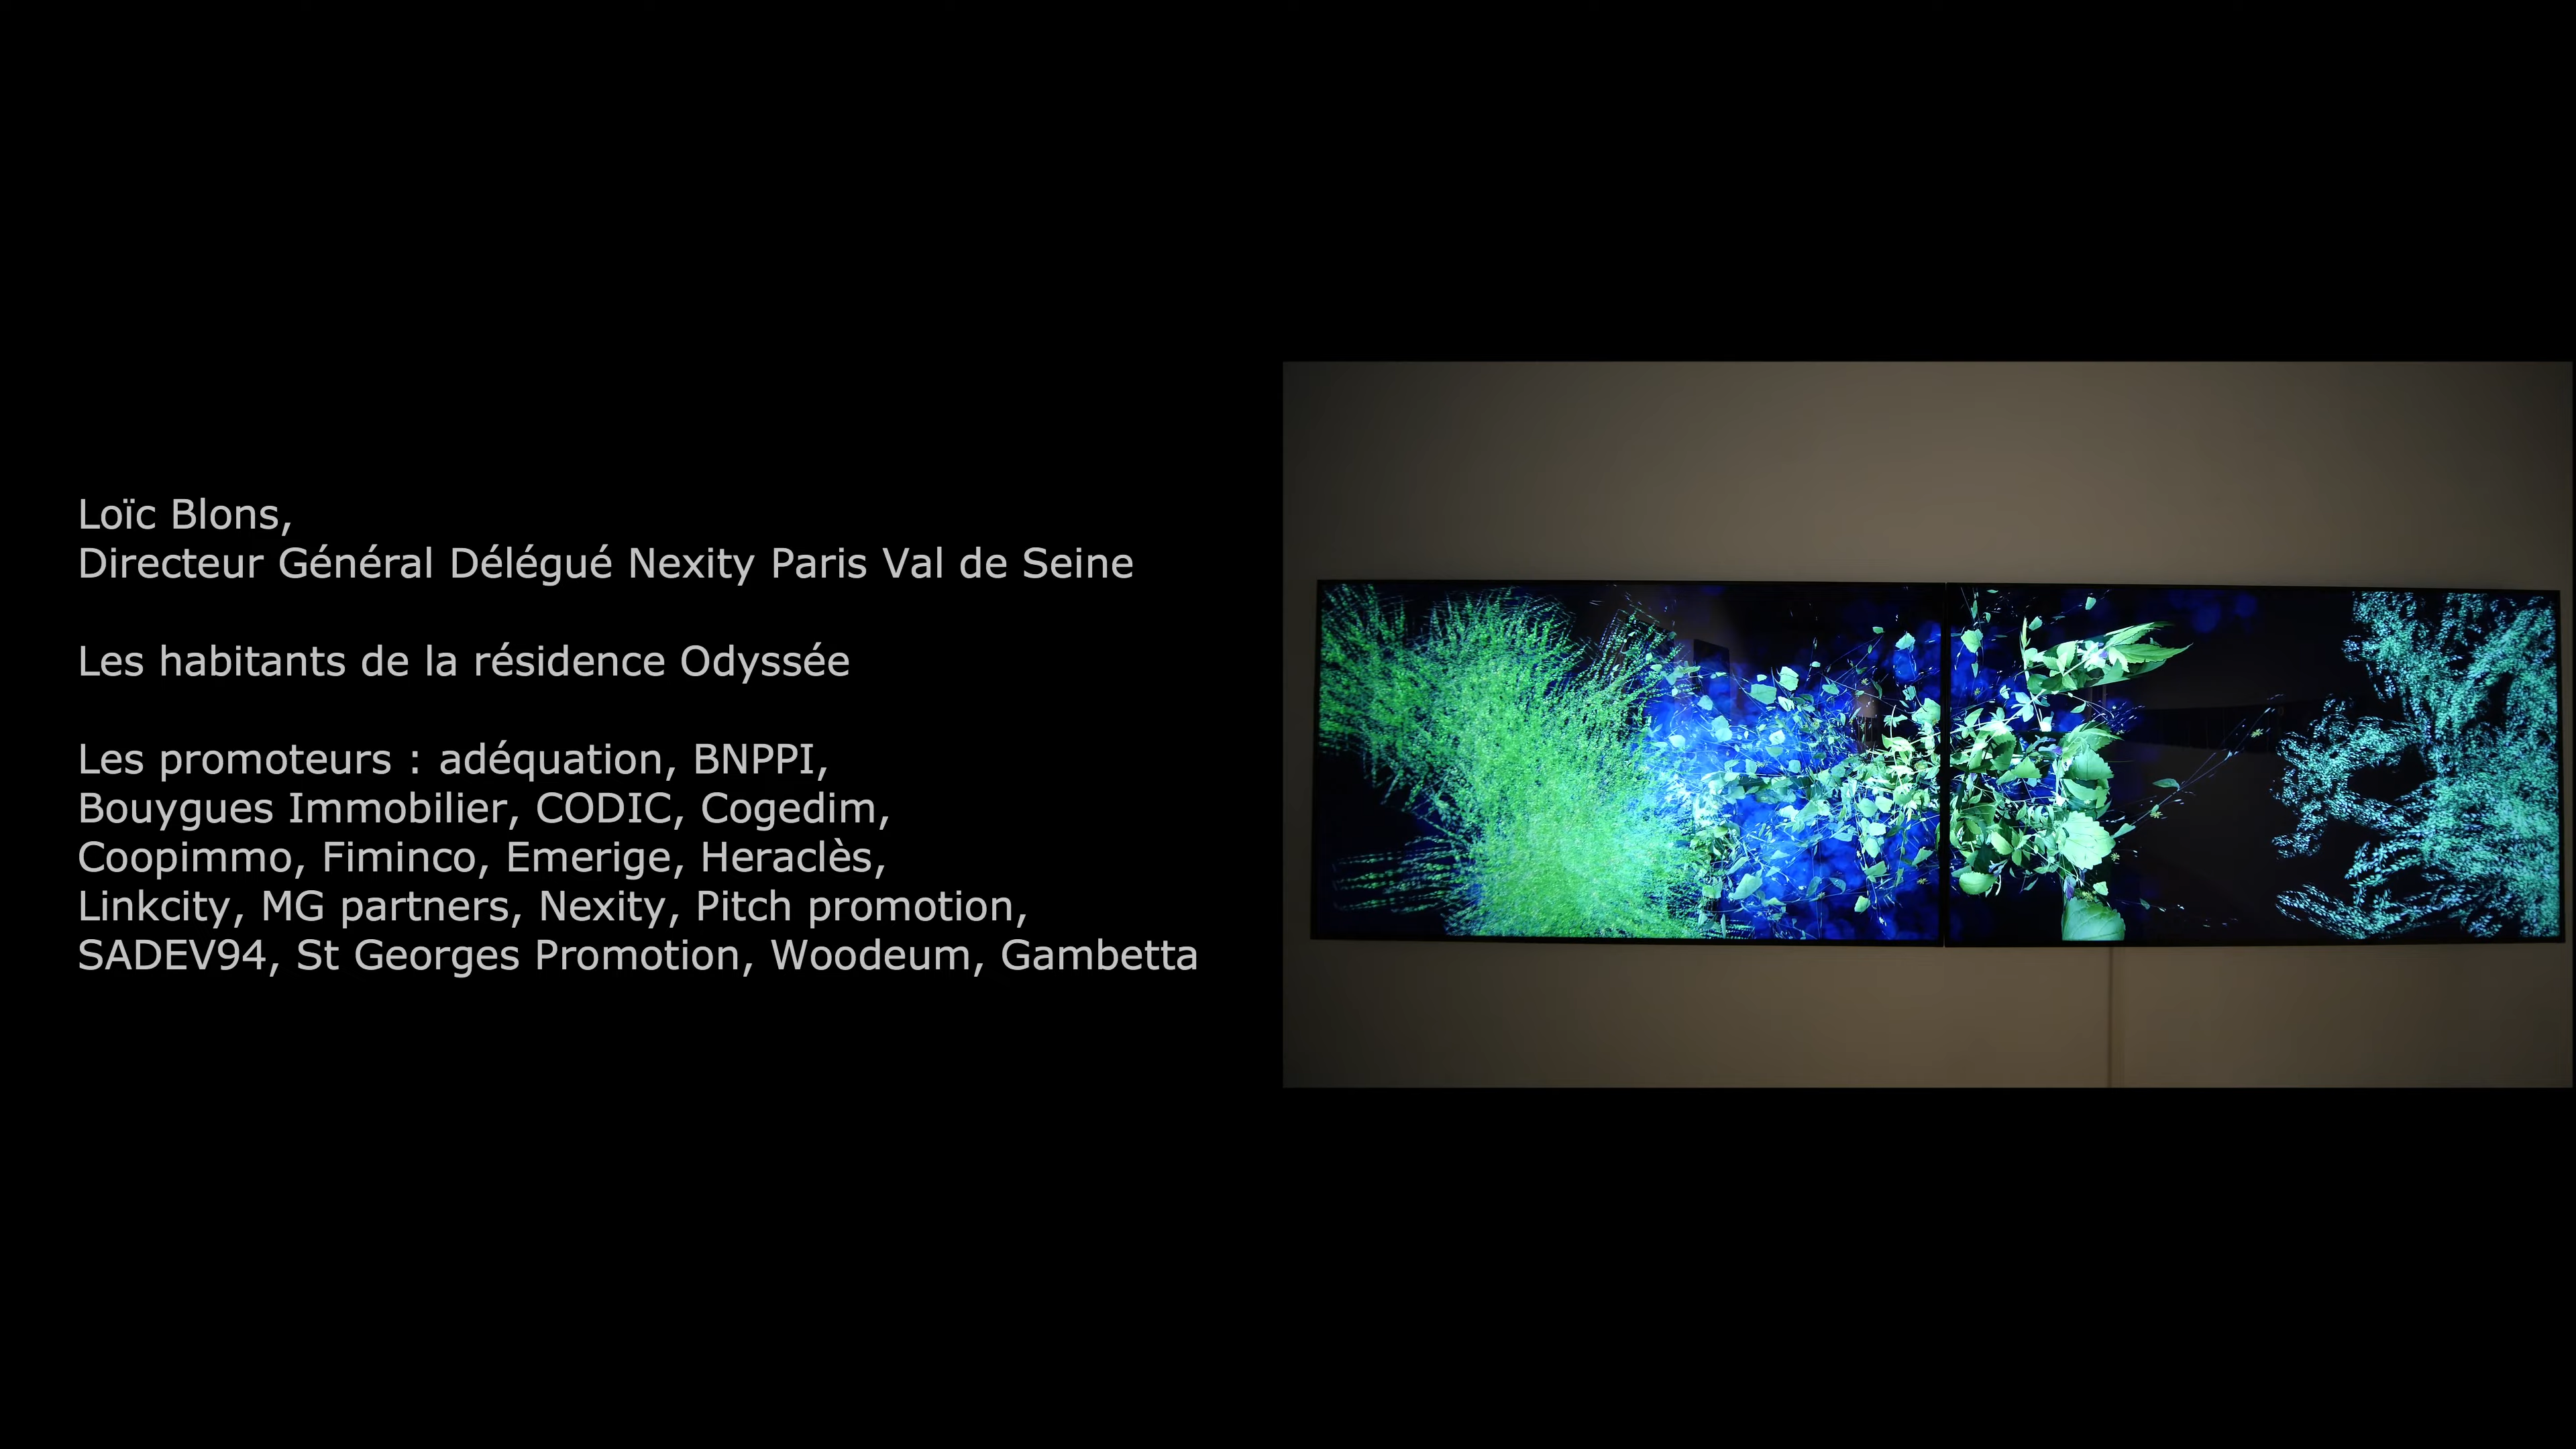 Loïc Blons,
Directeur Général Délégué Nexity Paris Val de Seine
Les habitants de la résidence Odyssée
Les promoteurs : adéquation, BNPPI,
Bouygues Immobilier, CODIC, Cogedim,
Coopimmo, Fiminco, Emerige, Heraclès,
Linkcity, MG partners, Nexity, Pitch promotion,
SADEV94, St Georges Promotion, Woodeum, Gambetta